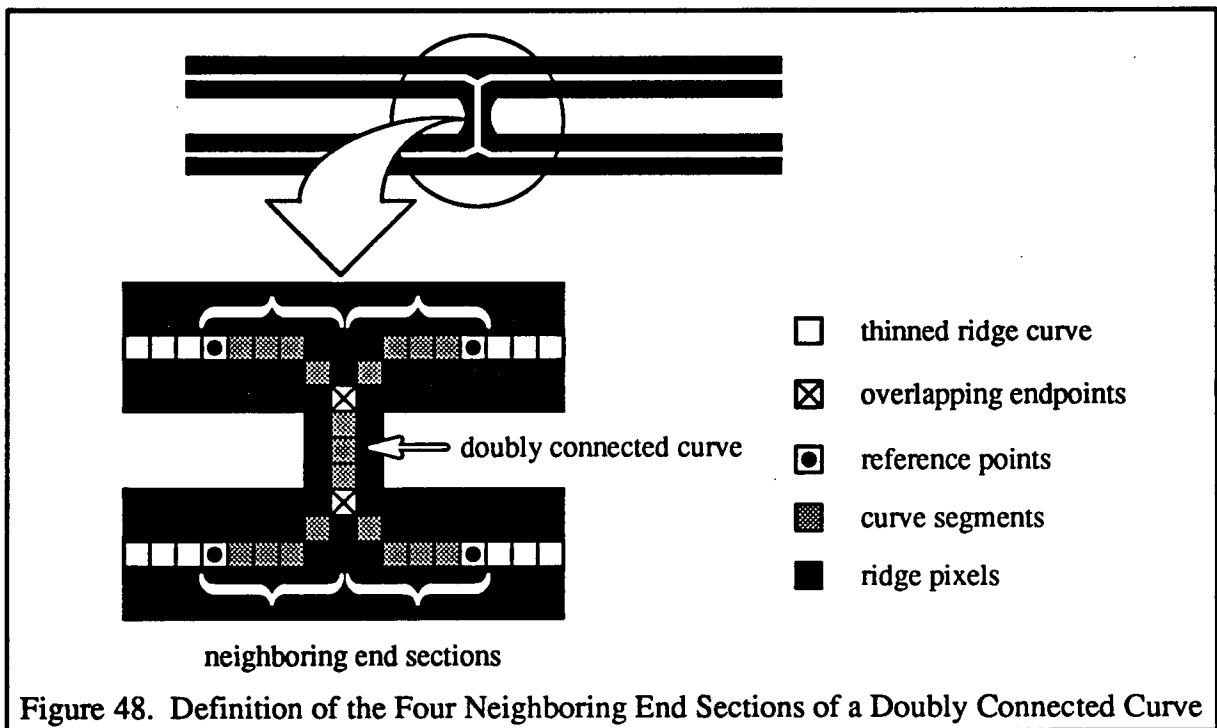 thinned ridge curve
overlapping endpoints
doubly connected curve
reference points
curve segments
ridge pixels
neighboring end sections
Figure 48. Definition of the Four Neighboring End Sections of a Doubly Connected Curve